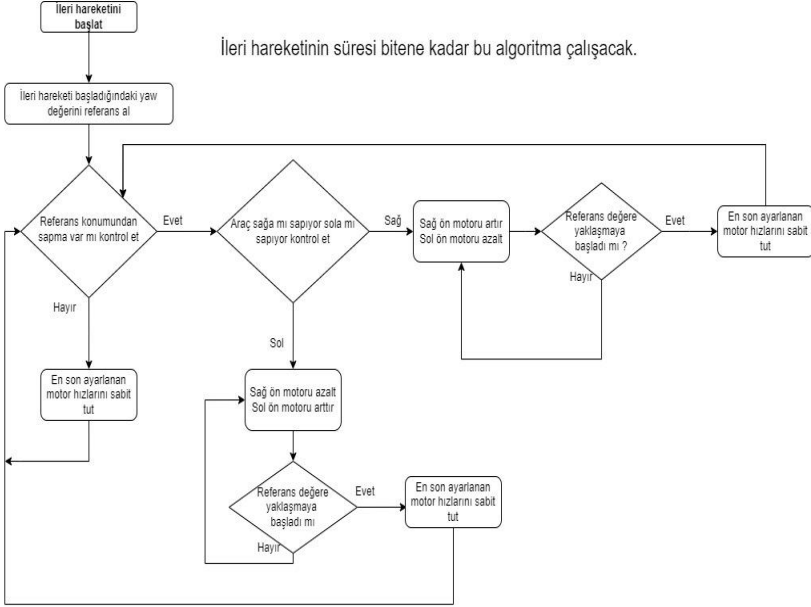 İleri hareketini
başlat
İleri hareketinin süresi bitene kadar bu algoritma çalışacak.
İleri hareketi başladığındaki yaw
değerini referans al
Referans konumundan
sapma var mı kontrol et
Evet
Araç sağa mı sapıyor sola mı
sapıyor kontrol et
Sağ
Sağ ön motoru artır
Sol ön motoru azalt
Referans değere
yaklaşmaya
başladı mı ?
Evet
En son ayarlanan
motor hızlarını sabit
tut
Hayır
Hayır
Sol
En son ayarlanan
motor hızlarını sabit
tut
Sağ ön motoru azalt
Sol ön motoru arttır
Referans değere
yaklaşmaya
başladı mı
Evet
En son ayarlanan
motor hızlarını sabit
tut
Hayır